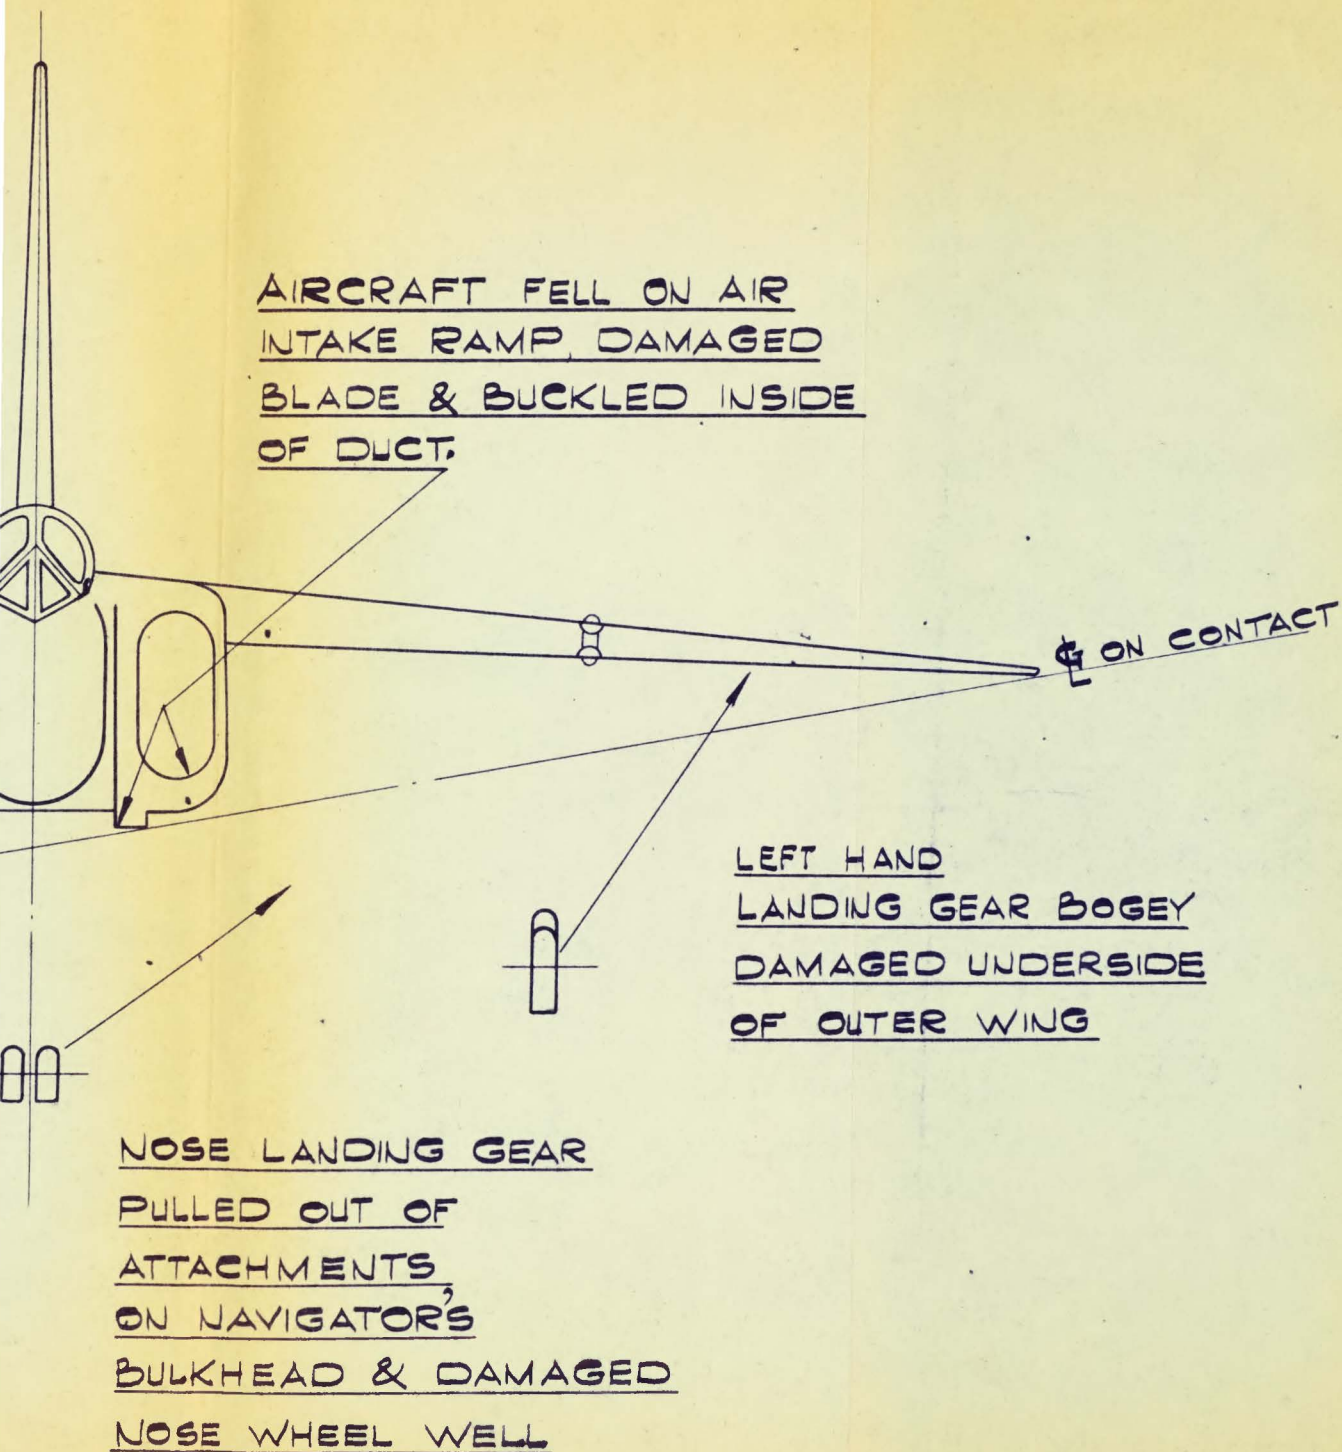 AIRCRAFT FELL ON AIR
INTAKE RAMP, DAMAGED
BLADE & BUCKLED INSIDE
OF DUCT.
ON CONTACT
LEFT HAND
LANDING GEAR BOGEY
DAMAGED UNDERSIDE
OF OUTER WING
NOSE LANDING GEAR
PULLED OUT OF
ATTACHMENTS
ON NAVIGATOR'S
BULKHEAD & DAMAGED
NOSE WHEEL WELL